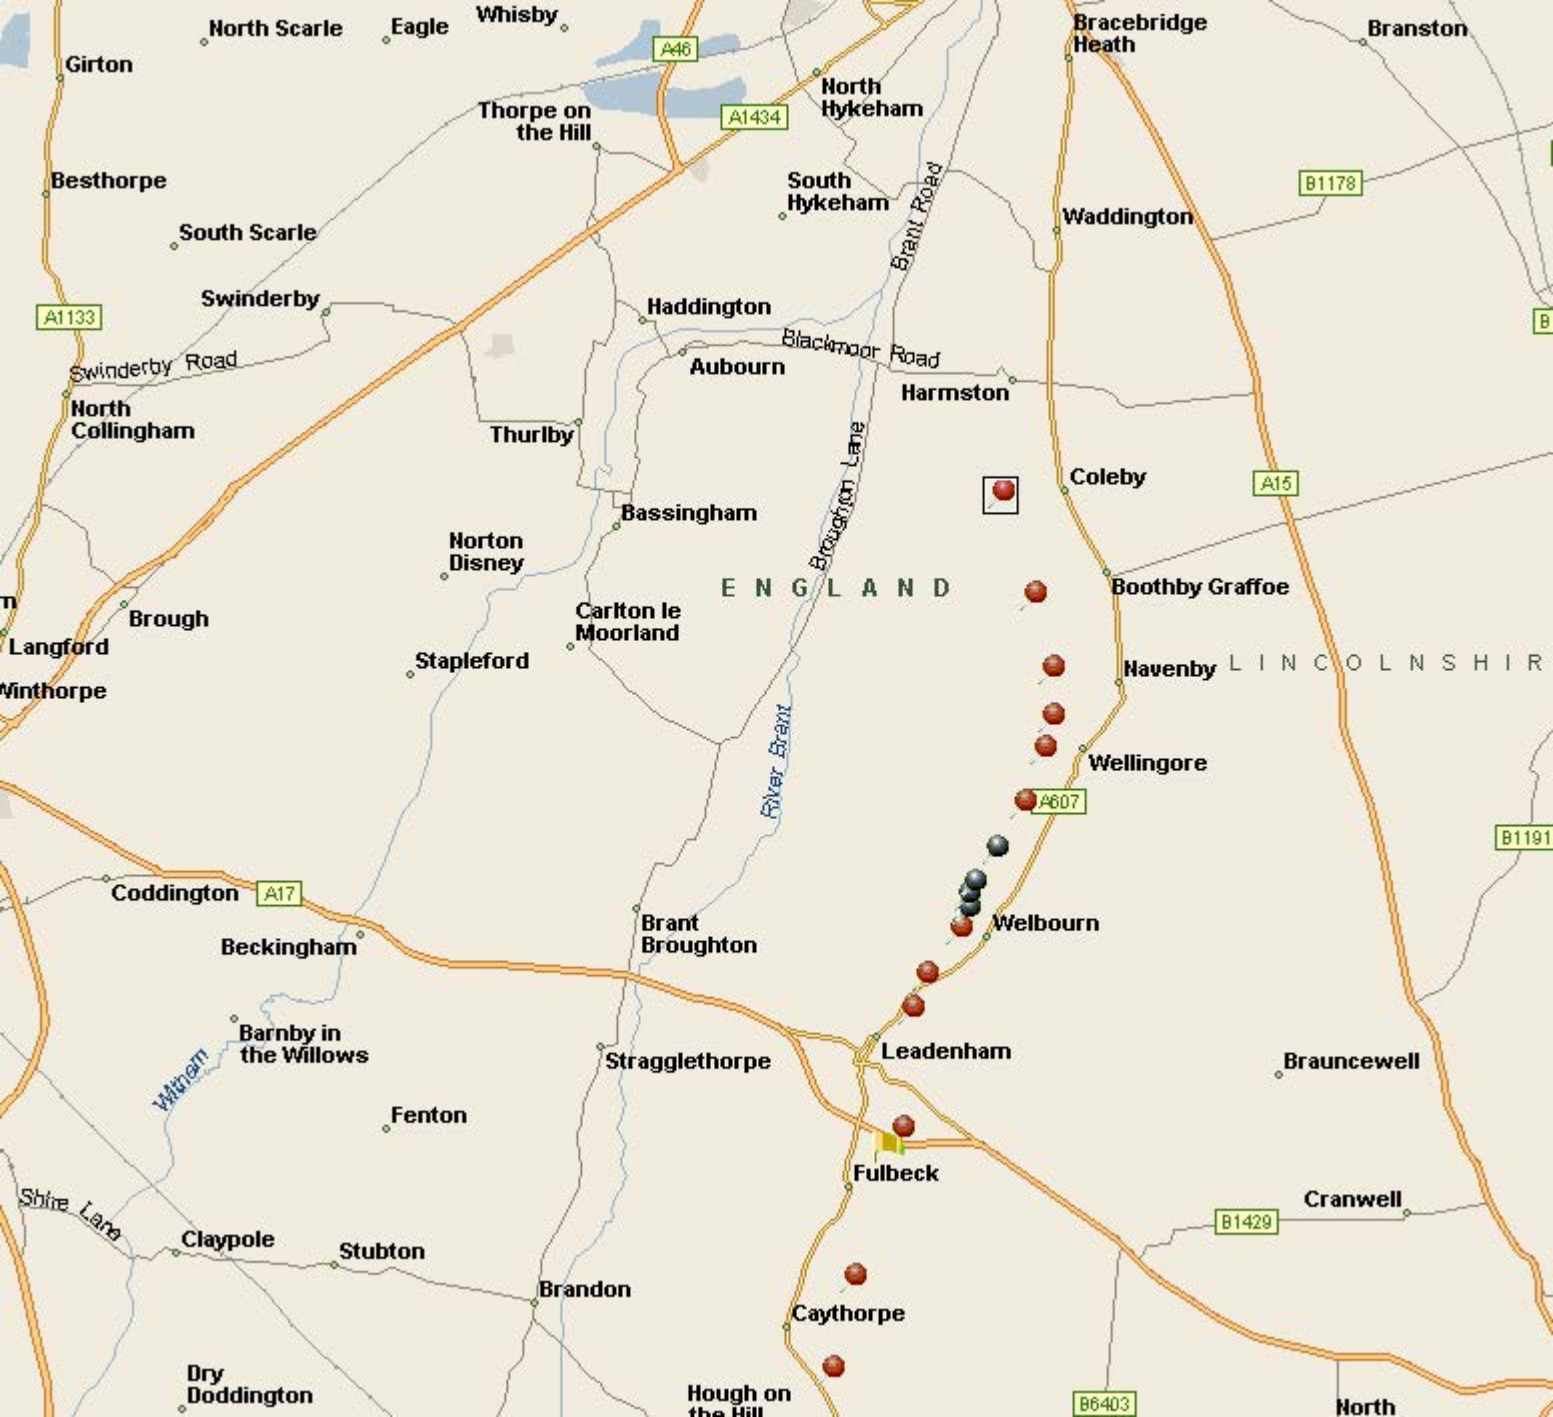 Whisby
North Scarle
Eagle
Bracebridge
Heath
Branston
A46
Girton
North
Hykeham
Thorpe on
the Hill
A1434
Besthorpe
South
Hykeham
B1178
Brant Road
Waddington
South Scarle
Swinderby
Haddington
A1133
B
Blackmoor Road
Swinderby Road
Aubourn
Harmston
North
Collingham
Thurlby
Broughton Lane
Coleby
A15
Bassingham
Norton
Disney
ENGLAND
Boothby Graffoe
Carlton le
Moorland
Brough
Langford
Stapleford
Navenby
LINCOLNSHIR
Winthorpe
River Brant
Wellingore
A607
B1191
Coddington
A17
Brant
Broughton
Welbourn
Beckingham
Barnby in
the Willows
Leadenham
Stragglethorpe
Brauncewell
Witham
Fenton
Fulbeck
Shire Lane
Cranwell
B1429
Claypole
Stubton
Brandon
Caythorpe
Dry
Doddington
Hough on
the Hill
B6403
North